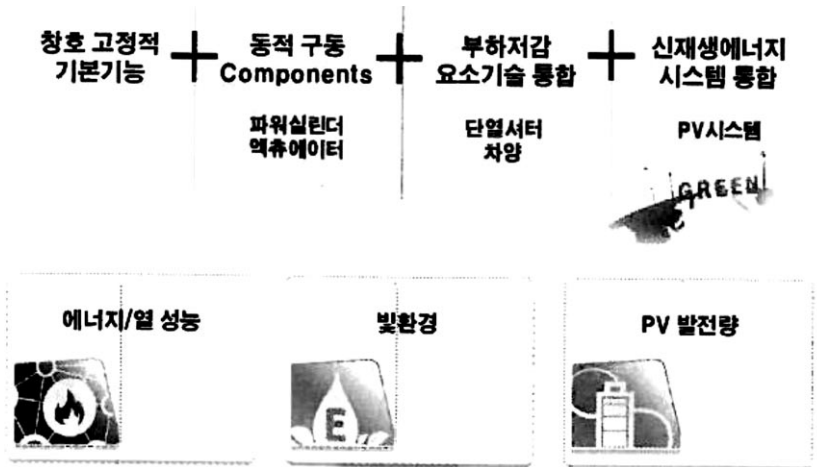 창호 고정적
기본기능
+
동적 구동
Components
+
부하저감
요소기술 통합
+
신재생에너지
시스템 통합
파워실린더
엑츄에이터
단열셔터
차양
PV시스템
GREEN
에너지/열 성능
빛환경
PV 발전량
E